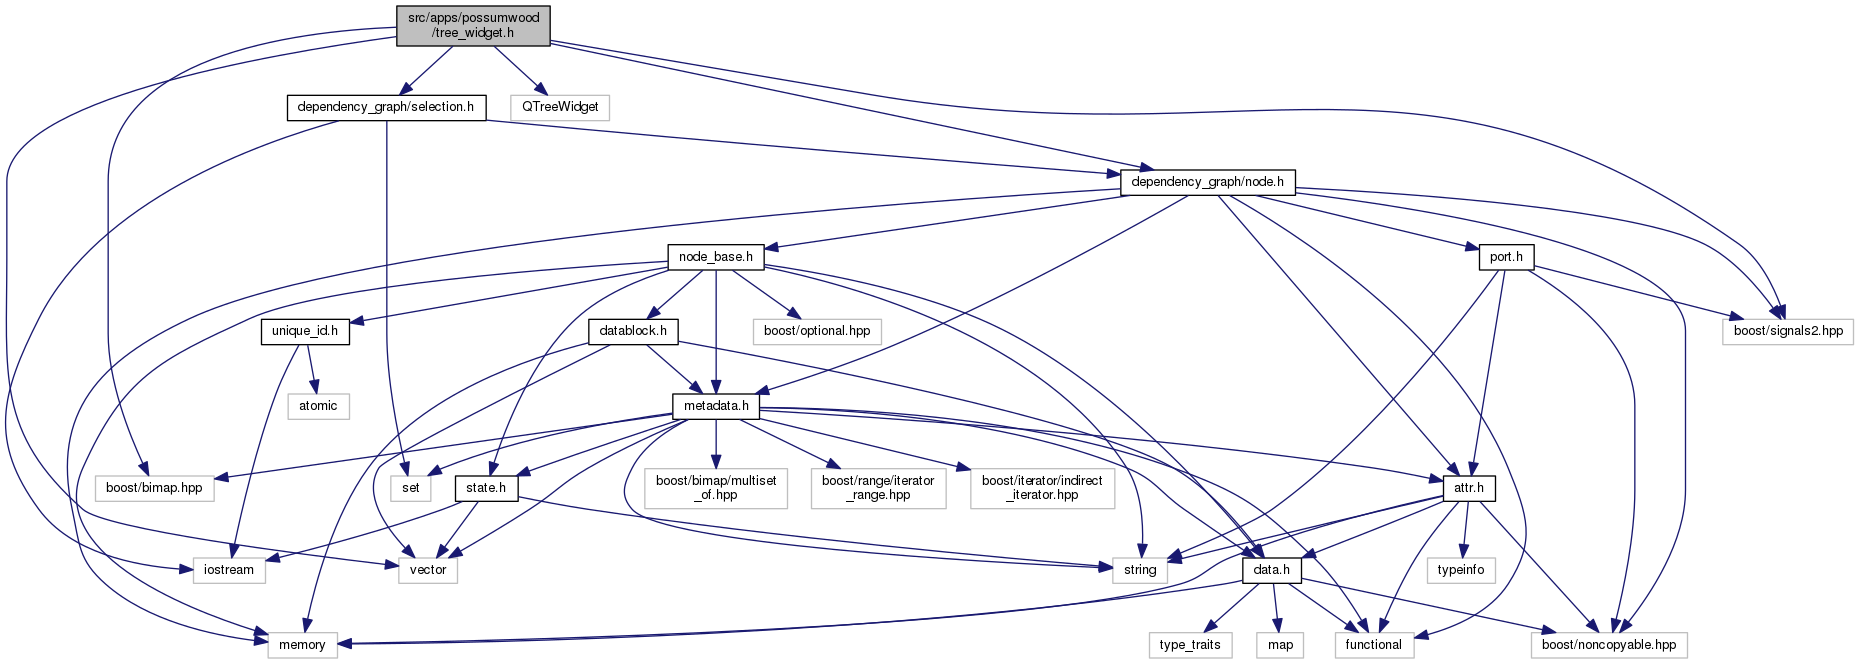 src/apps/possumwood
/tree_widget.h
dependency_graph/selection.h
QTreeWidget
dependency_graph/node.h
node_base.h
port.h
unique_id.h
datablock.h
boost/optional.hpp
boost/signals2.hpp
atomic
metadata.h
boost/bimap.hpp
set
state.h
boost/bimap/multiset
_of.hpp
boost/range/iterator
_range.hpp
boost/iterator/indirect
_iterator.hpp
attr.h
iostream
vector
string
data.h
typeinfo
memory
type_traits
map
functional
boost/noncopyable.hpp